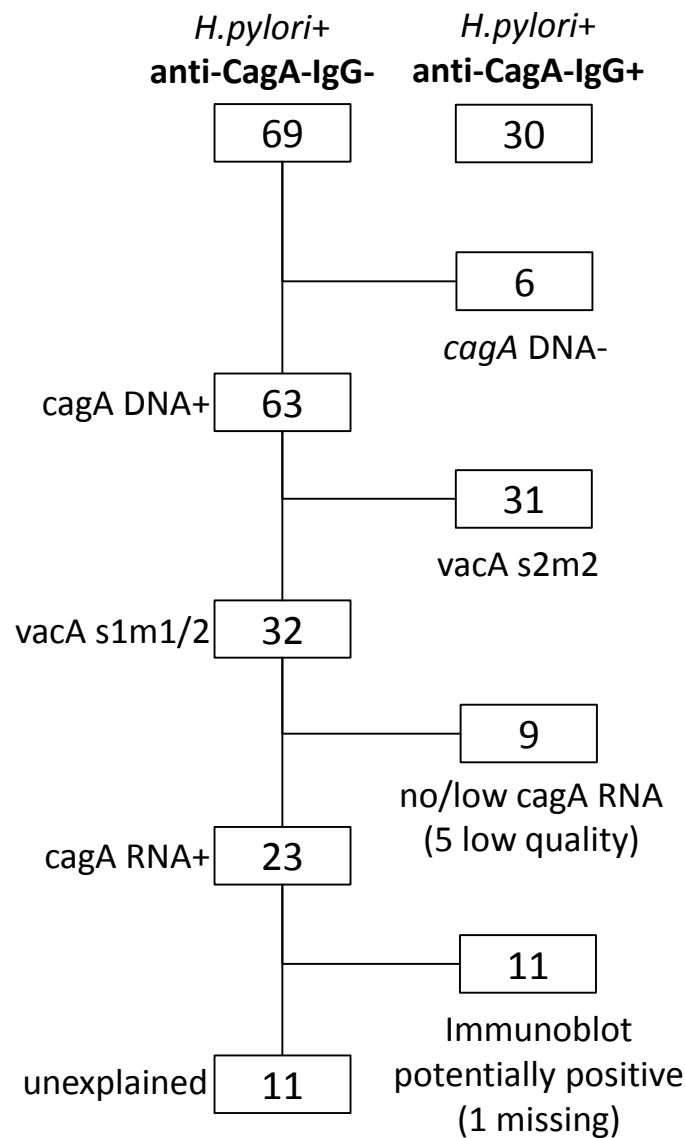 H.pylori+
anti-CagA-IgG-
H.pylori+
anti-CagA-IgG+
69
30
6
cagA DNA-
cagA DNA+
63
31
vacA s2m2
vacA s1m1/2
32
9
no/low cagA RNA
(5 low quality)
cagA RNA+
23
11
Immunoblot
potentially positive
(1 missing)
unexplained
11